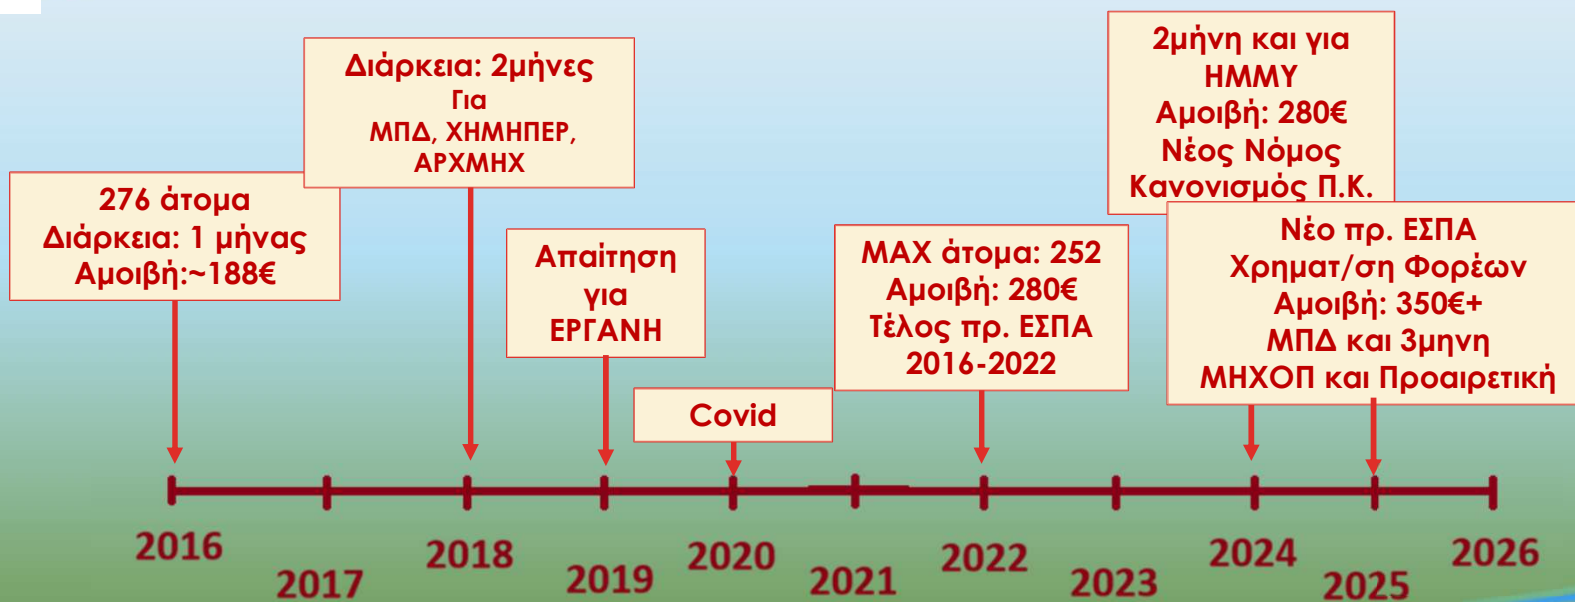 276 άτομα
Διάρκεια: 1 μήνας
Αμοιβή:~188€
Διάρκεια: 2μήνες
Για
ΜΠΔ, ΧΗΜΗΠΕΡ,
ΑΡΧΜΗΧ
Απαίτηση
για
ΕΡΓΑΝΗ
Covid
MAX άτομα: 252
Αμοιβή: 280€
Τέλος πρ. ΕΣΠΑ
2016-2022
2μήνη και για
ΗΜΜΥ
Αμοιβή: 280€
Νέος Νόμος
Κανονισμός Π.Κ.
Νέο πρ. ΕΣΠΑ
Χρηματ/ση Φορέων
Αμοιβή: 350€+
ΜΠΔ και 3μηνη
ΜΗΧΟΠ και Προαιρετική
2016
2017
2018
2019
2020
2021
2022
2023
2024
2025
2026